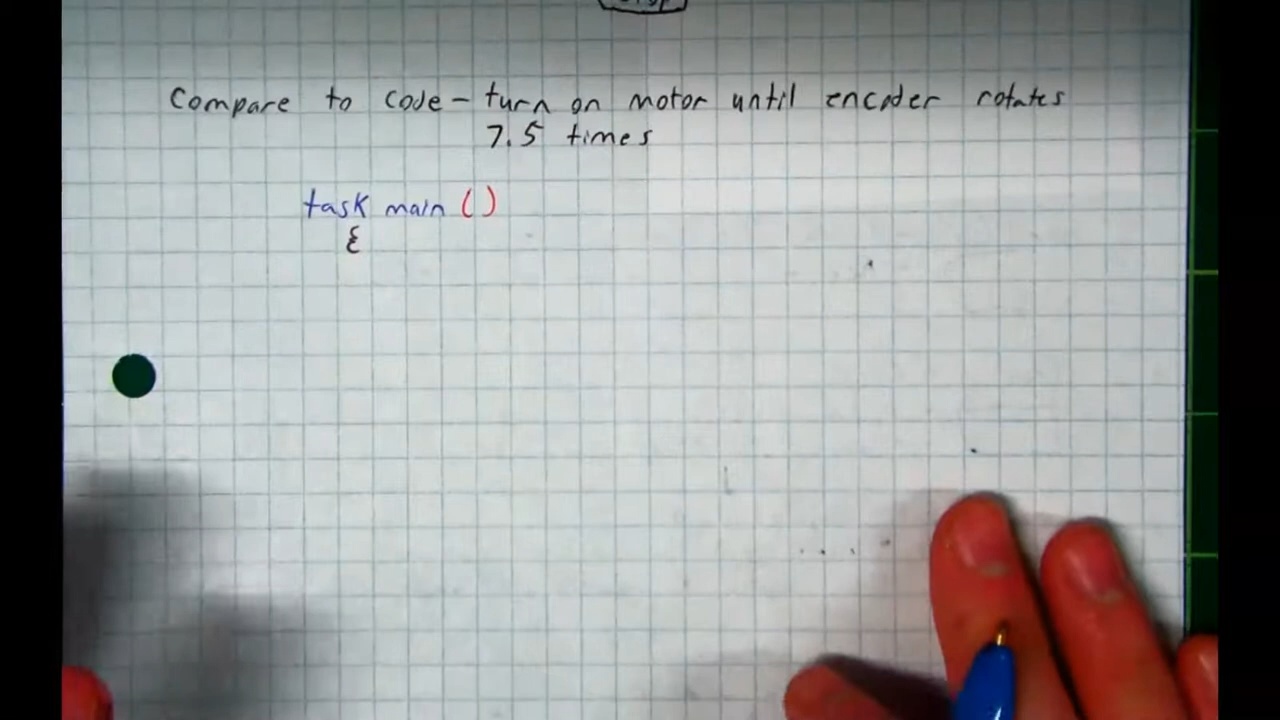 Compare to code - turn on motor until encoder rotates
7.5 times
task main ()
{